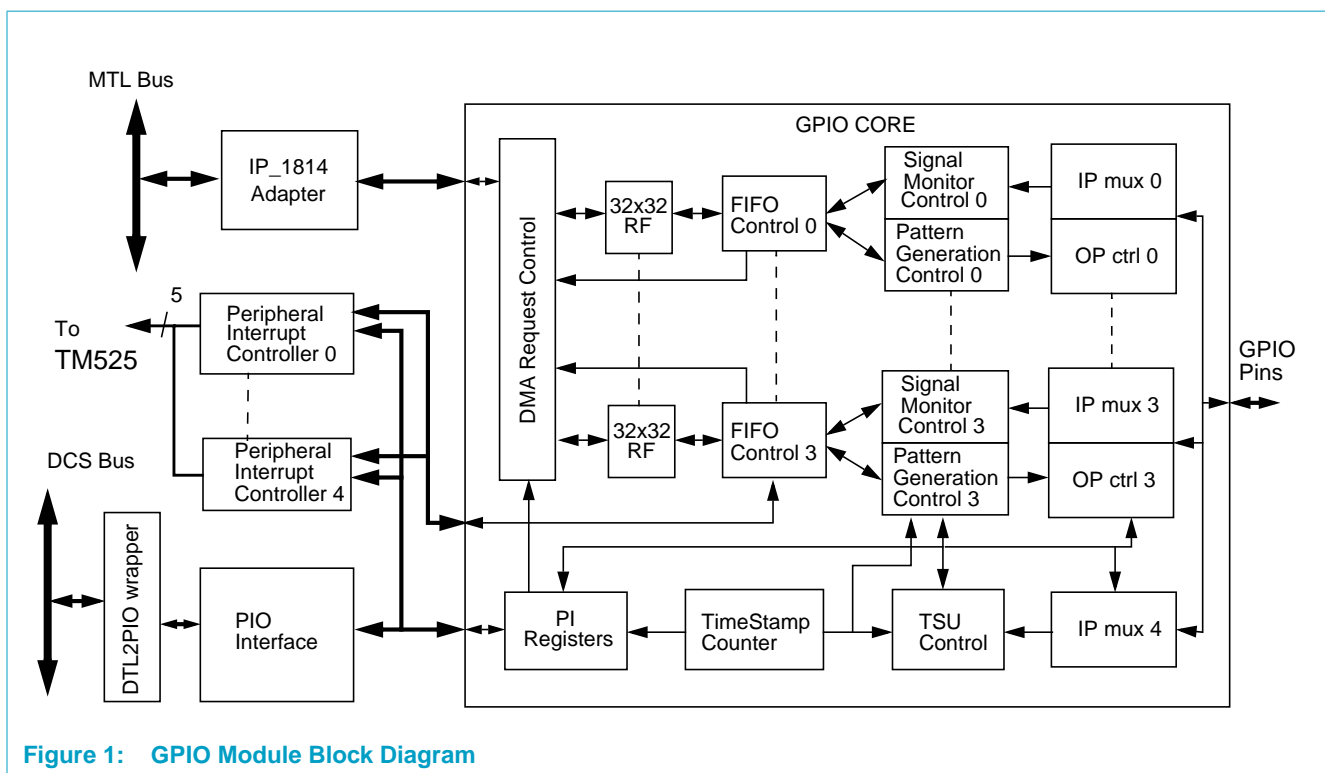 MTL Bus
IP_1814
Adapter
GPIO CORE
DMA Request Control
32x32
RF
FIFO
Control 0
Signal
Monitor
Control 0
Pattern
Generation
Control 0
IP mux 0
OP ctrl 0
5
To
TM525
Peripheral
Interrupt
Controller 0
Peripheral
Interrupt
Controller 4
32x32
RF
FIFO
Control 3
Signal
Monitor
Control 3
Pattern
Generation
Control 3
IP mux 3
OP ctrl 3
GPIO
Pins
DCS Bus
DTL2PIO wrapper
PIO
Interface
PI
Registers
TimeStamp
Counter
TSU
Control
IP mux 4
Figure 1: GPIO Module Block Diagram